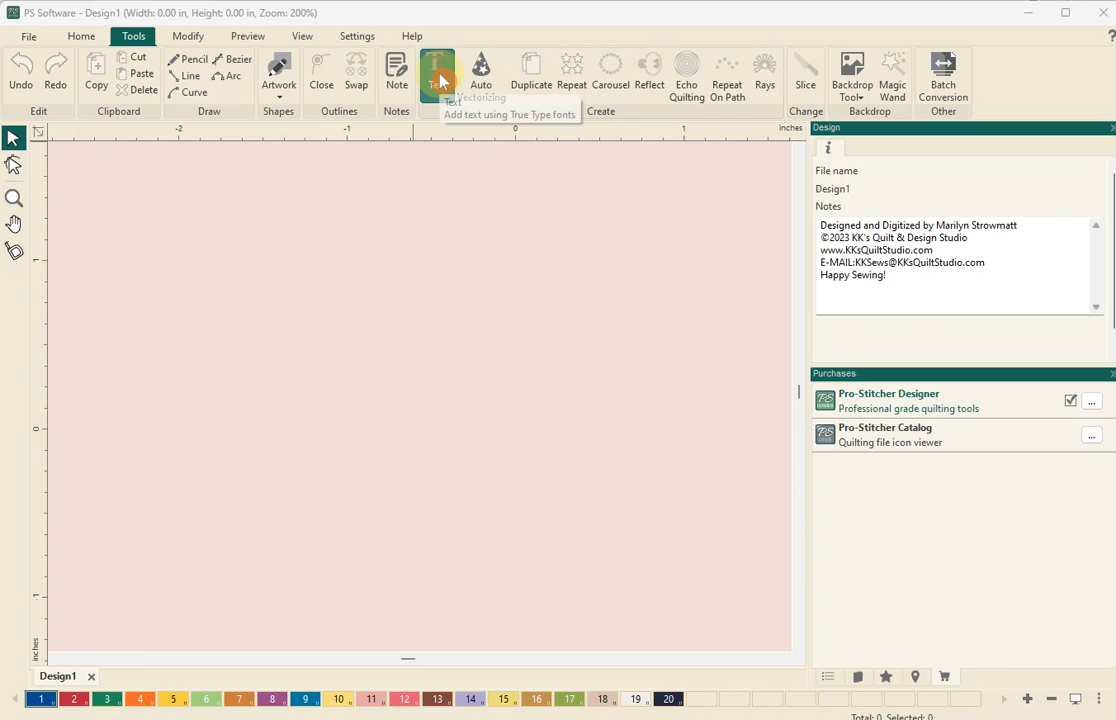 PS Software - Design1 (Width: 0.00 in, Height: 0.00 in, Zoom: 200%)
File Home Tools Modify Preview View Settings Help
Undo Redo
Edit
Copy Cut Paste Delete
Clipboard
Pencil Bezier
Line Arc
Curve
Draw
Artwork
Shapes
Close Swap
Outlines
Note
Notes
Text
Auto
Vectorizing
Duplicate Repeat Carousel Reflect Echo Quilting Repeat On Path Rays
Create
Text
Add text using True Type fonts
Slice
Change
Backdrop Tool Magic Wand
Backdrop
Batch Conversion
Other
-2 -1 0 1 inches
1
0
-1
inches
Design
File name
Design1
Notes
Designed and Digitized by Marilyn Strowmatt
©2023 KK's Quilt & Design Studio
www.KKsQuiltStudio.com
E-MAIL:KKSews@KKsQuiltStudio.com
Happy Sewing!
Purchases
Pro-Stitcher Designer
Professional grade quilting tools
...
Pro-Stitcher Catalog
Quilting file icon viewer
...
Design1
1 2 3 4 5 6 7 8 9 10 11 12 13 14 15 16 17 18 19 20
Total: 0, Selected: 0